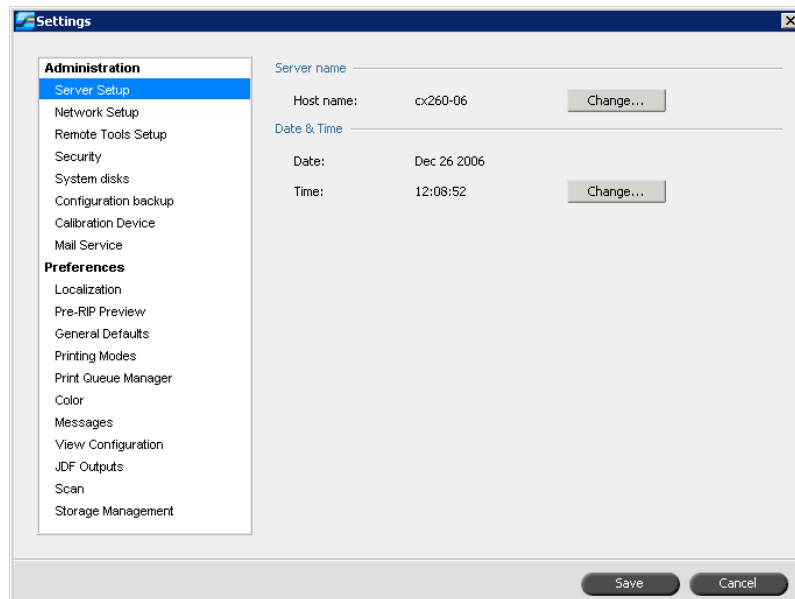 Settings
Administration
Server Setup
Network Setup
Remote Tools Setup
Security
System disks
Configuration backup
Calibration Device
Mail Service
Preferences
Localization
Pre-RIP Preview
General Defaults
Printing Modes
Print Queue Manager
Color
Messages
View Configuration
JDF Outputs
Scan
Storage Management
Server name
Host name: cx260-06 Change...
Date & Time
Date: Dec 26 2006
Time: 12:08:52 Change...
Save Cancel